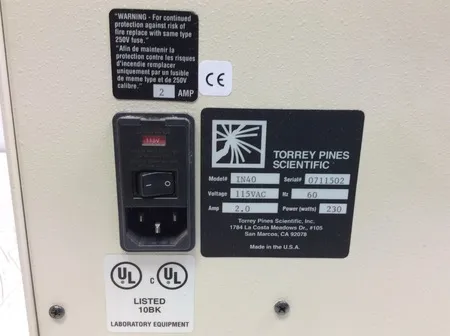 "WARNING - For continued
protection against risk of
fire replace with same type
250V fuse."
"Afin de maintenir la
protection contre les risques
d'incendie remplacer
uniquement par un fusible
de meme type et de 250V
calibre."
2 AMP
CE
115V
TORREY PINES
SCIENTIFIC
Model# IN40 Serial# 0711502
Voltage 115VAC Hz 60
Amp 2.0 Power (watts) 230
Torrey Pines Scientific, Inc.
1784 La Costa Meadows Dr., #105
San Marcos, CA 92078
Made in the U.S.A.
UL C UL
LISTED
10BK
LABORATORY EQUIPMENT